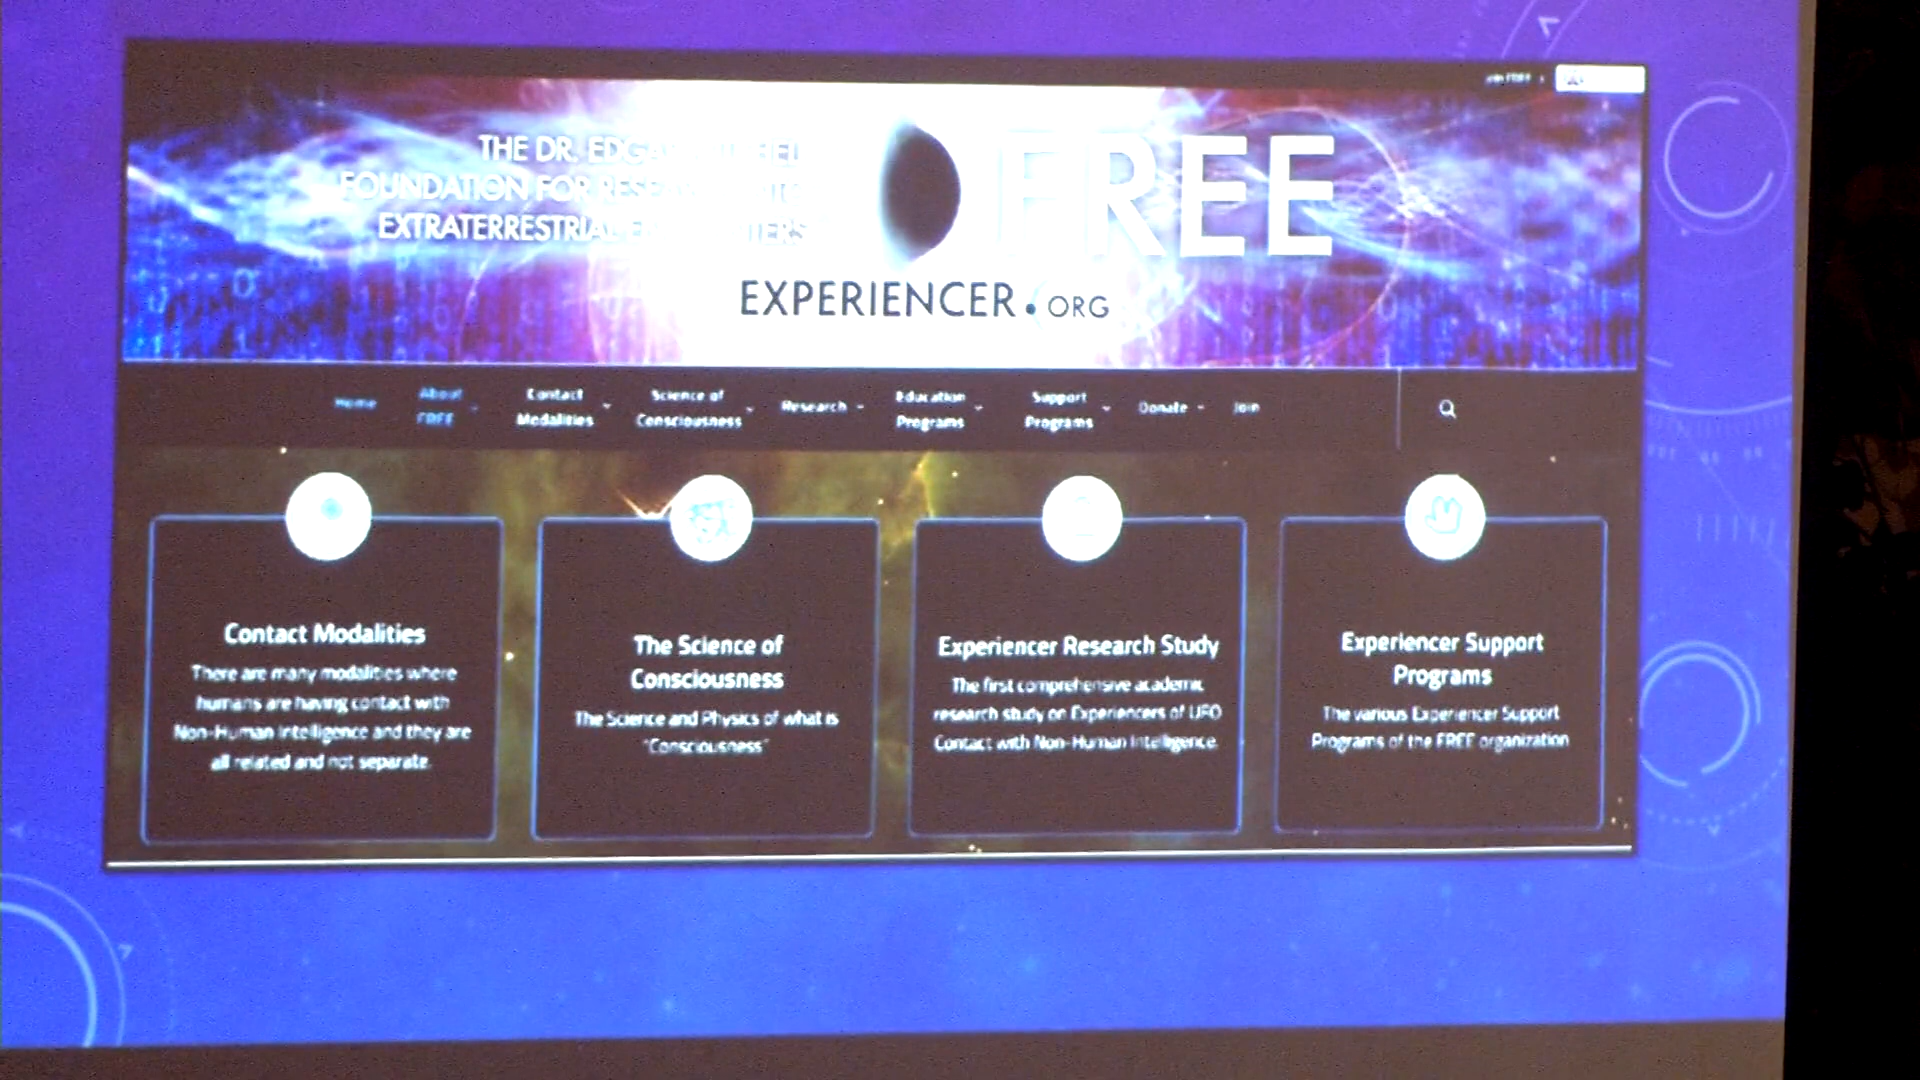 THE DR.
FOUNDATION FOR
EXTRATERRESTRIAL
FREE
EXPERIENCER.ORG
Home
About
FREE
Contact
Modalities
Science of
Consciousness
Research
Education
Programs
Support
Programs
Donate
Join
Contact Modalities
There are many modalities where
humans are having contact with
Non-Human Intelligence and they are
all related and not separate.
The Science of
Consciousness
The Science and Physics of what is
"Consciousness"
Experiencer Research Study
The first comprehensive academic
research study on Experiencers of UFO
Contact with Non-Human Intelligence.
Experiencer Support
Programs
The various Experiencer Support
Programs of the FREE organization